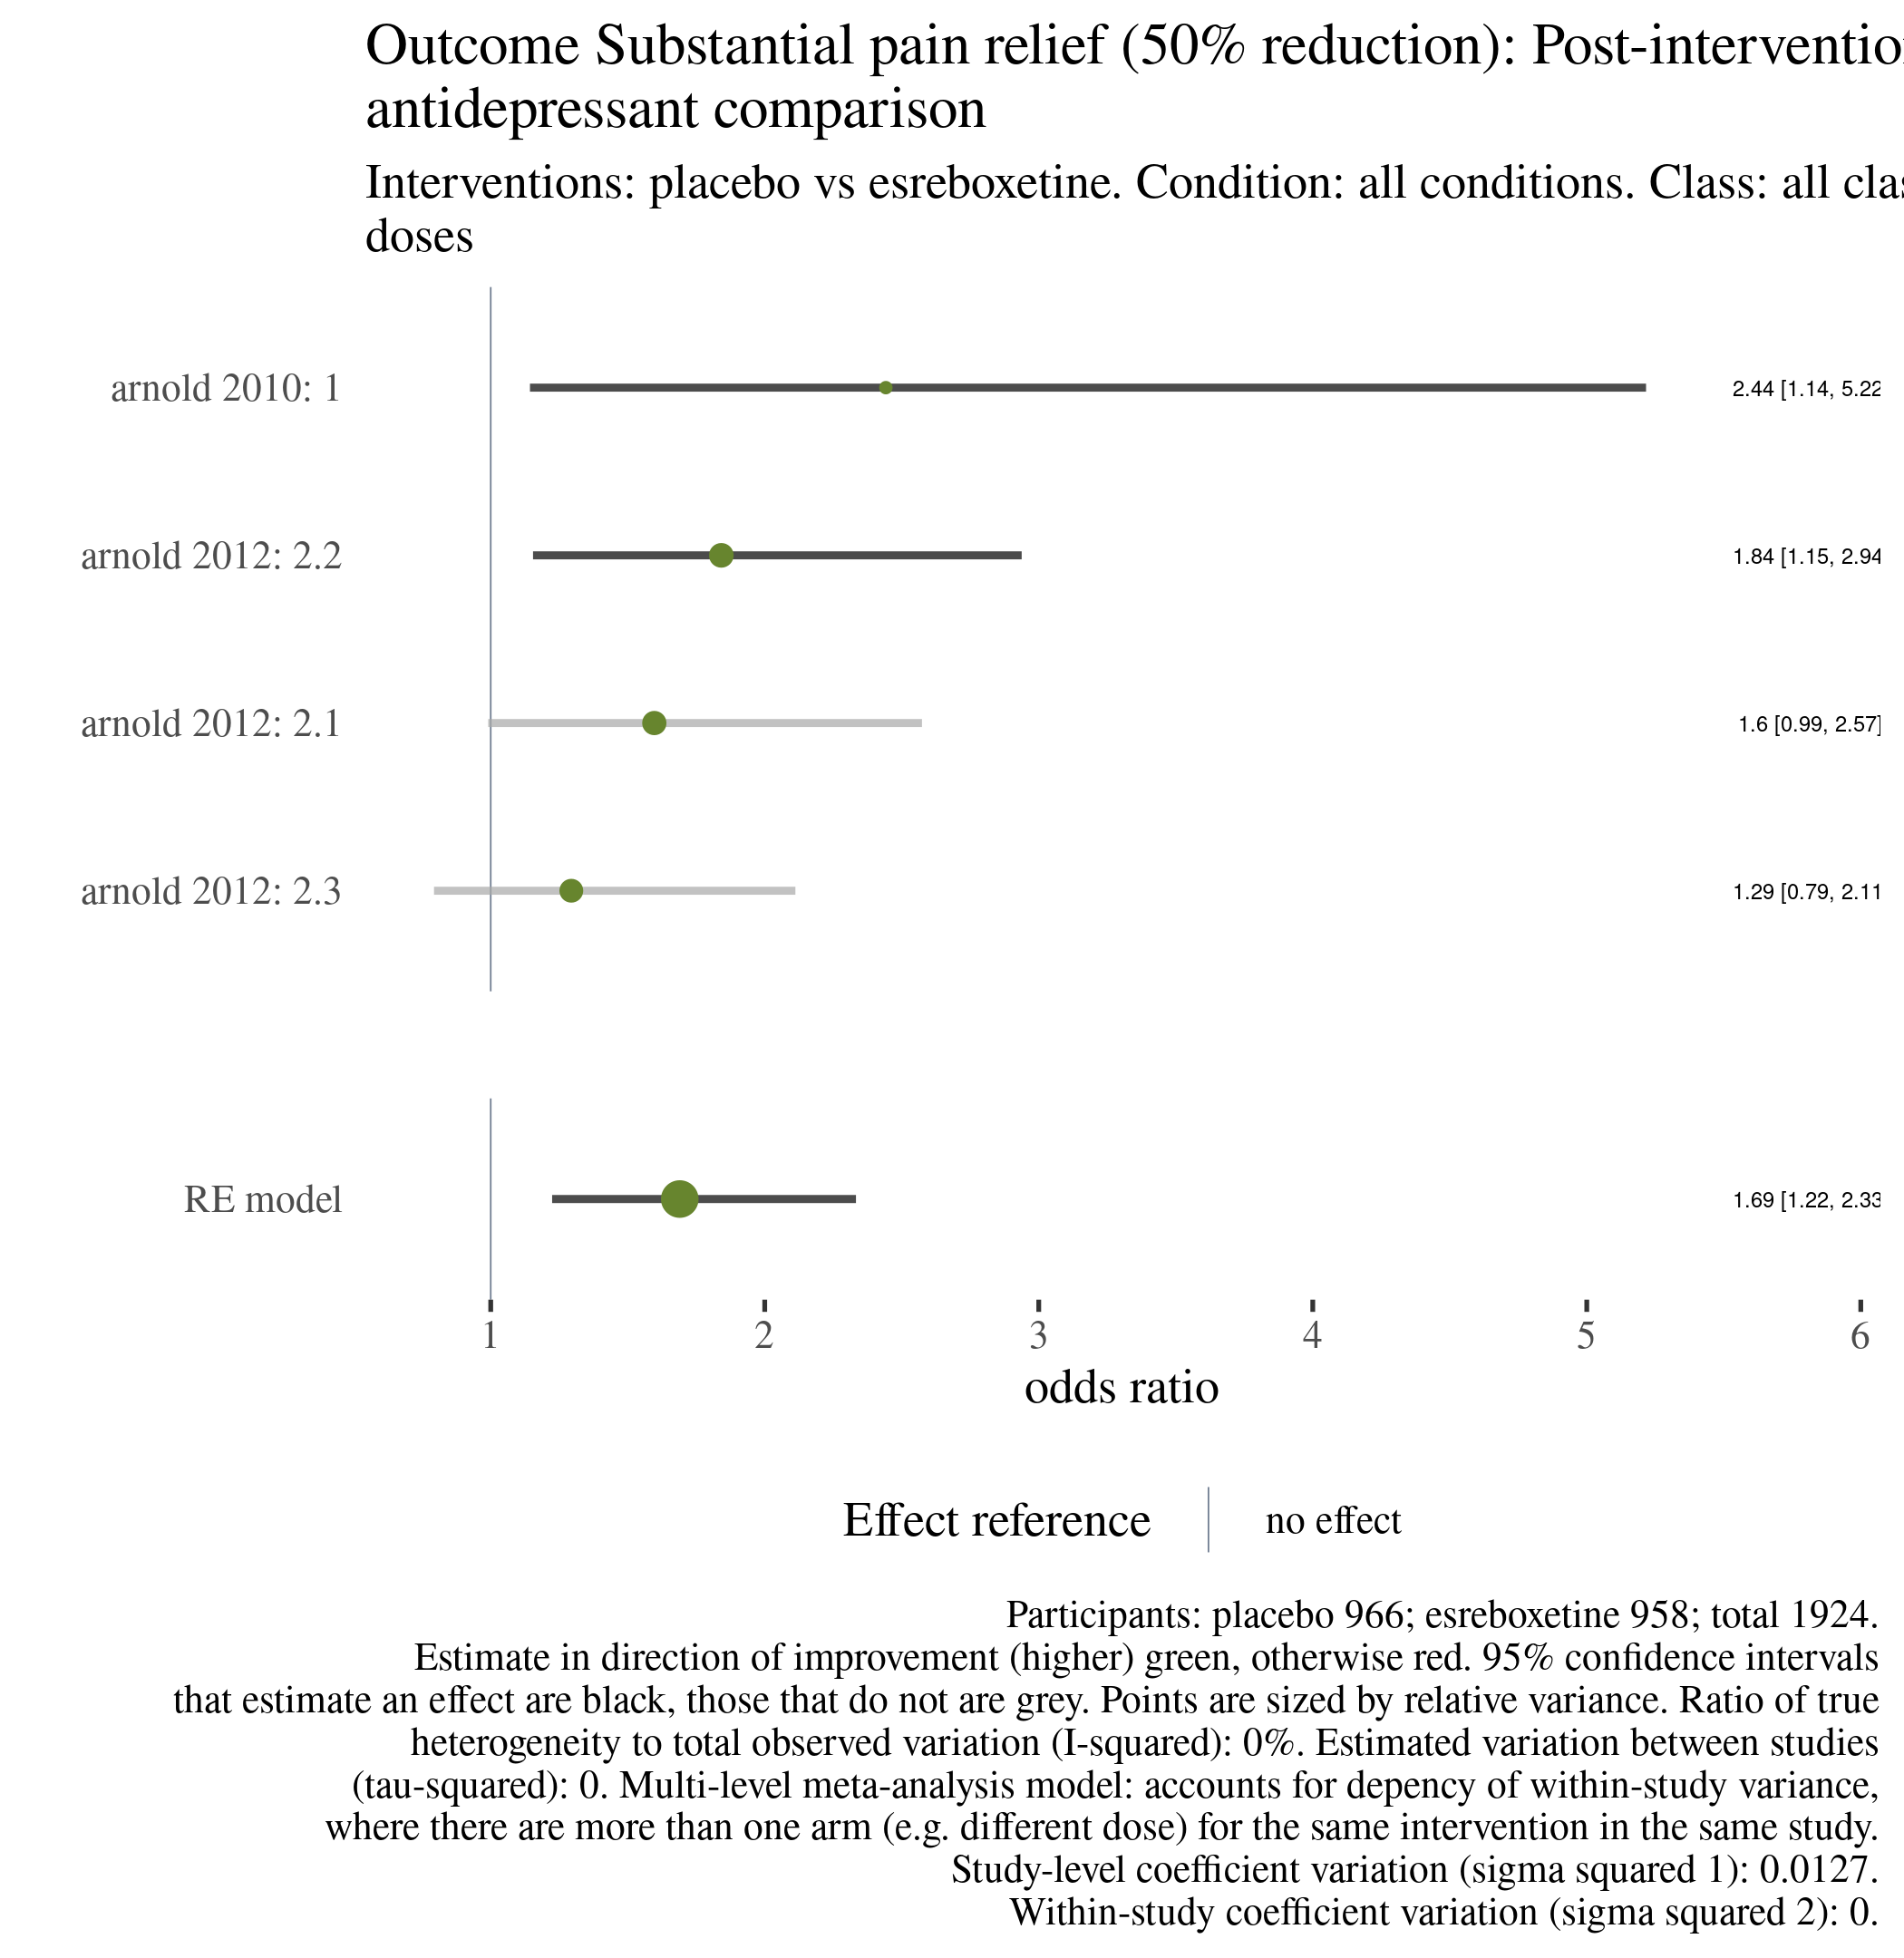 Outcome Substantial pain relief (50% reduction): Post-interventio
antidepressant comparison
Interventions: placebo vs esreboxetine. Condition: all conditions. Class: all clas
doses
arnold 2010: 1
2.44 [1.14, 5.22
arnold 2012: 2.2
1.84 [1.15, 2.94
arnold 2012: 2.1
1.6 [0.99, 2.57]
arnold 2012: 2.3
1.29 [0.79, 2.11
RE model
1.69 [1.22, 2.33
1 2 3 4 5 6
odds ratio
Effect reference no effect
Participants: placebo 966; esreboxetine 958; total 1924.
Estimate in direction of improvement (higher) green, otherwise red. 95% confidence intervals
that estimate an effect are black, those that do not are grey. Points are sized by relative variance. Ratio of true
heterogeneity to total observed variation (I-squared): 0%. Estimated variation between studies
(tau-squared): 0. Multi-level meta-analysis model: accounts for depency of within-study variance,
where there are more than one arm (e.g. different dose) for the same intervention in the same study.
Study-level coefficient variation (sigma squared 1): 0.0127.
Within-study coefficient variation (sigma squared 2): 0.